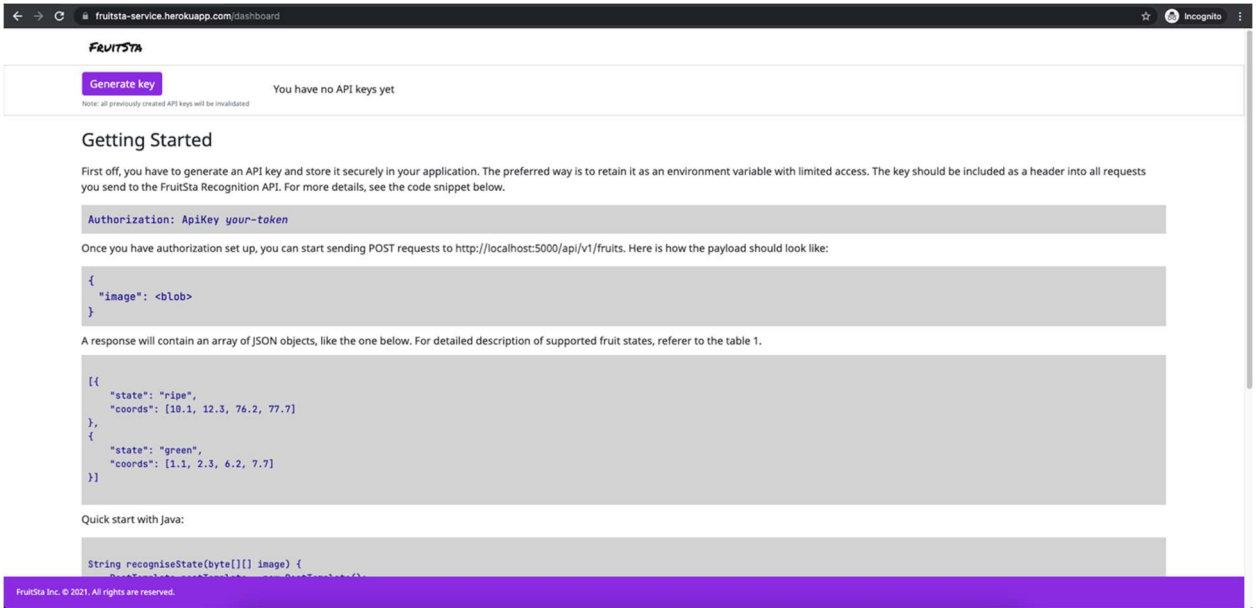 fruitsta-service.herokuapp.com/dashboard
Incognito
FRUITSTA
Generate key
You have no API keys yet
Note: all previously created API keys will be invalidated
Getting Started
First off, you have to generate an API key and store it securely in your application. The preferred way is to retain it as an environment variable with limited access. The key should be included as a header into all requests
you send to the FruitSta Recognition API. For more details, see the code snippet below.
Authorization: ApiKey your-token
Once you have authorization set up, you can start sending POST requests to http://localhost:5000/api/v1/fruits. Here is how the payload should look like:
{
"image": <blob>
}
A response will contain an array of JSON objects, like the one below. For detailed description of supported fruit states, referer to the table 1.
[{
"state": "ripe",
"coords": [10.1, 12.3, 76.2, 77.7]
},
{
"state": "green",
"coords": [1.1, 2.3, 6.2, 7.7]
}]
Quick start with Java:
String recogniseState(byte[][] image) {
FruitSta Inc. © 2021. All rights are reserved.